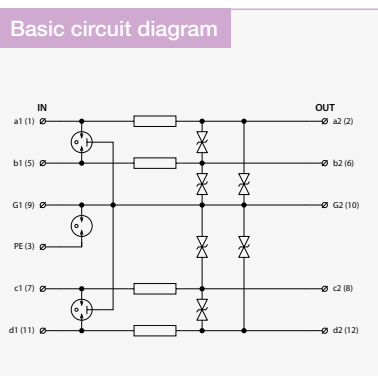 Basic circuit diagram
IN OUT
a1 (1) a2 (2)
b1 (5) b2 (6)
G1 (9) G2 (10)
PE (3)
c1 (7) c2 (8)
d1 (11) d2 (12)